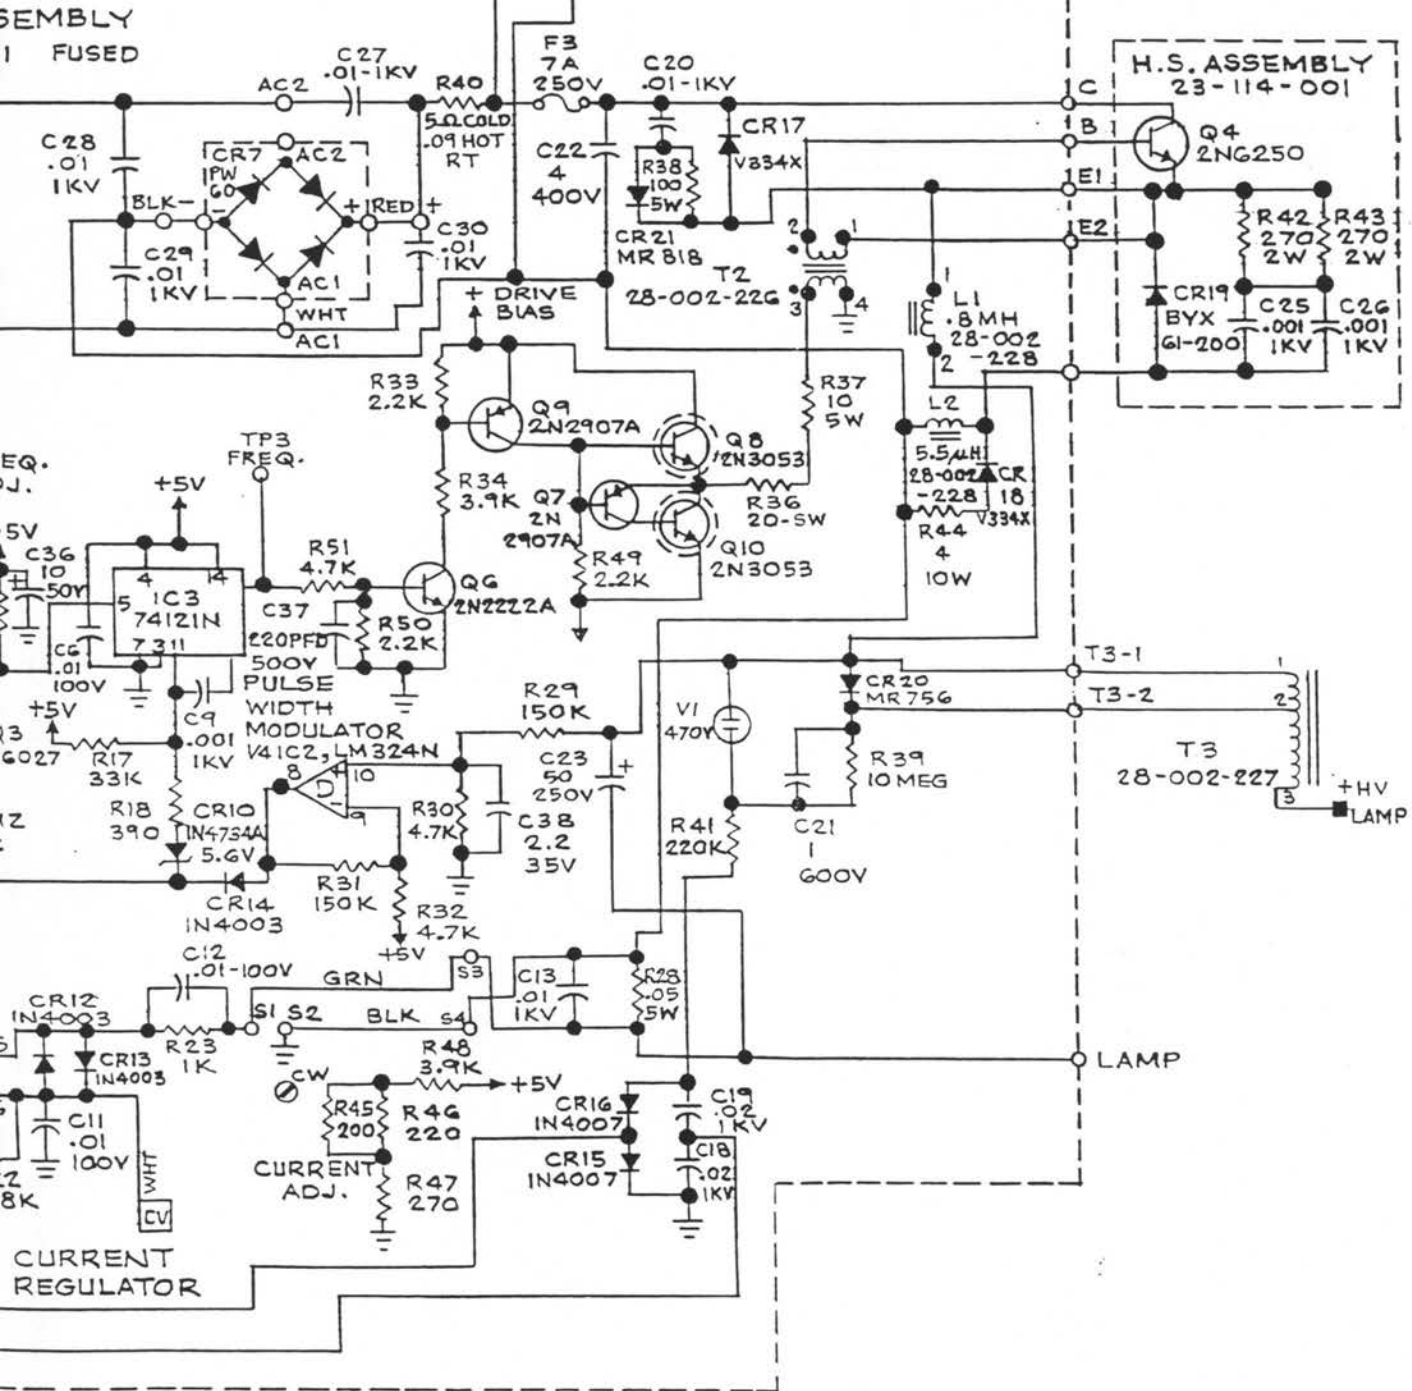 SEMBLY
1 FUSED
C27
.01-1KV
AC2
R40
5ΩCOLD
.09 HOT
RT
F3
7A
250V
C20
.01-1KV
H.S. ASSEMBLY
23-114-001
C
B
Q4
2N6250
C28
.01
1KV
CR7
PW
60
AC2
BLK-
-
+
RED
+
C30
.01
1KV
C29
.01
1KV
AC1
WHT
AC1
C22
4
400V
R38
100
5W
CR17
V334X
CR21
MR818
T2
28-002-226
2
1
3
4
E1
E2
R42
270
2W
R43
270
2W
CR19
BYX
61-200
C25
.001
1KV
C26
.001
1KV
1
L1
.8MH
28-002
-228
2
+ DRIVE
BIAS
R33
2.2K
Q9
2N2907A
R37
10
5W
L2
5.5µH
28-002
-228
CR
18
V334X
R44
4
10W
Q8
2N3053
R36
20-5W
Q7
2N
2907A
Q10
2N3053
R49
2.2K
R34
3.9K
TP3
FREQ.
EQ.
DJ.
+5V
5V
C36
10
50V
+
4
14
5
IC3
74121N
7 3 11
R51
4.7K
Q6
2N2222A
C37
220PFD
500V
R50
2.2K
C6
.01
100V
C9
.001
1KV
PULSE
WIDTH
MODULATOR
1/4 IC2, LM324N
+5V
R17
33K
6027
R18
390
CR10
1N4734A
5.6V
8
D
+
10
-
9
R30
4.7K
C38
2.2
35V
R31
150K
R32
4.7K
+5V
CR14
1N4003
R29
150K
C23
50
250V
+
V1
470V
CR20
MR756
R39
10 MEG
C21
1
600V
R41
220K
T3-1
T3-2
1
2
T3
28-002-227
3
+HV
LAMP
C12
.01-100V
GRN
S3
C13
.01
1KV
R28
.05
5W
CR12
1N4003
S1
S2
BLK
S4
R23
1K
CR13
1N4003
C11
.01
100V
WHT
CV
CW
R48
3.9K
+5V
R45
200
R46
220
CURRENT
ADJ.
R47
270
CR16
1N4007
CR15
1N4007
C19
.02
1KV
C18
.02
1KV
LAMP
8K
CURRENT
REGULATOR